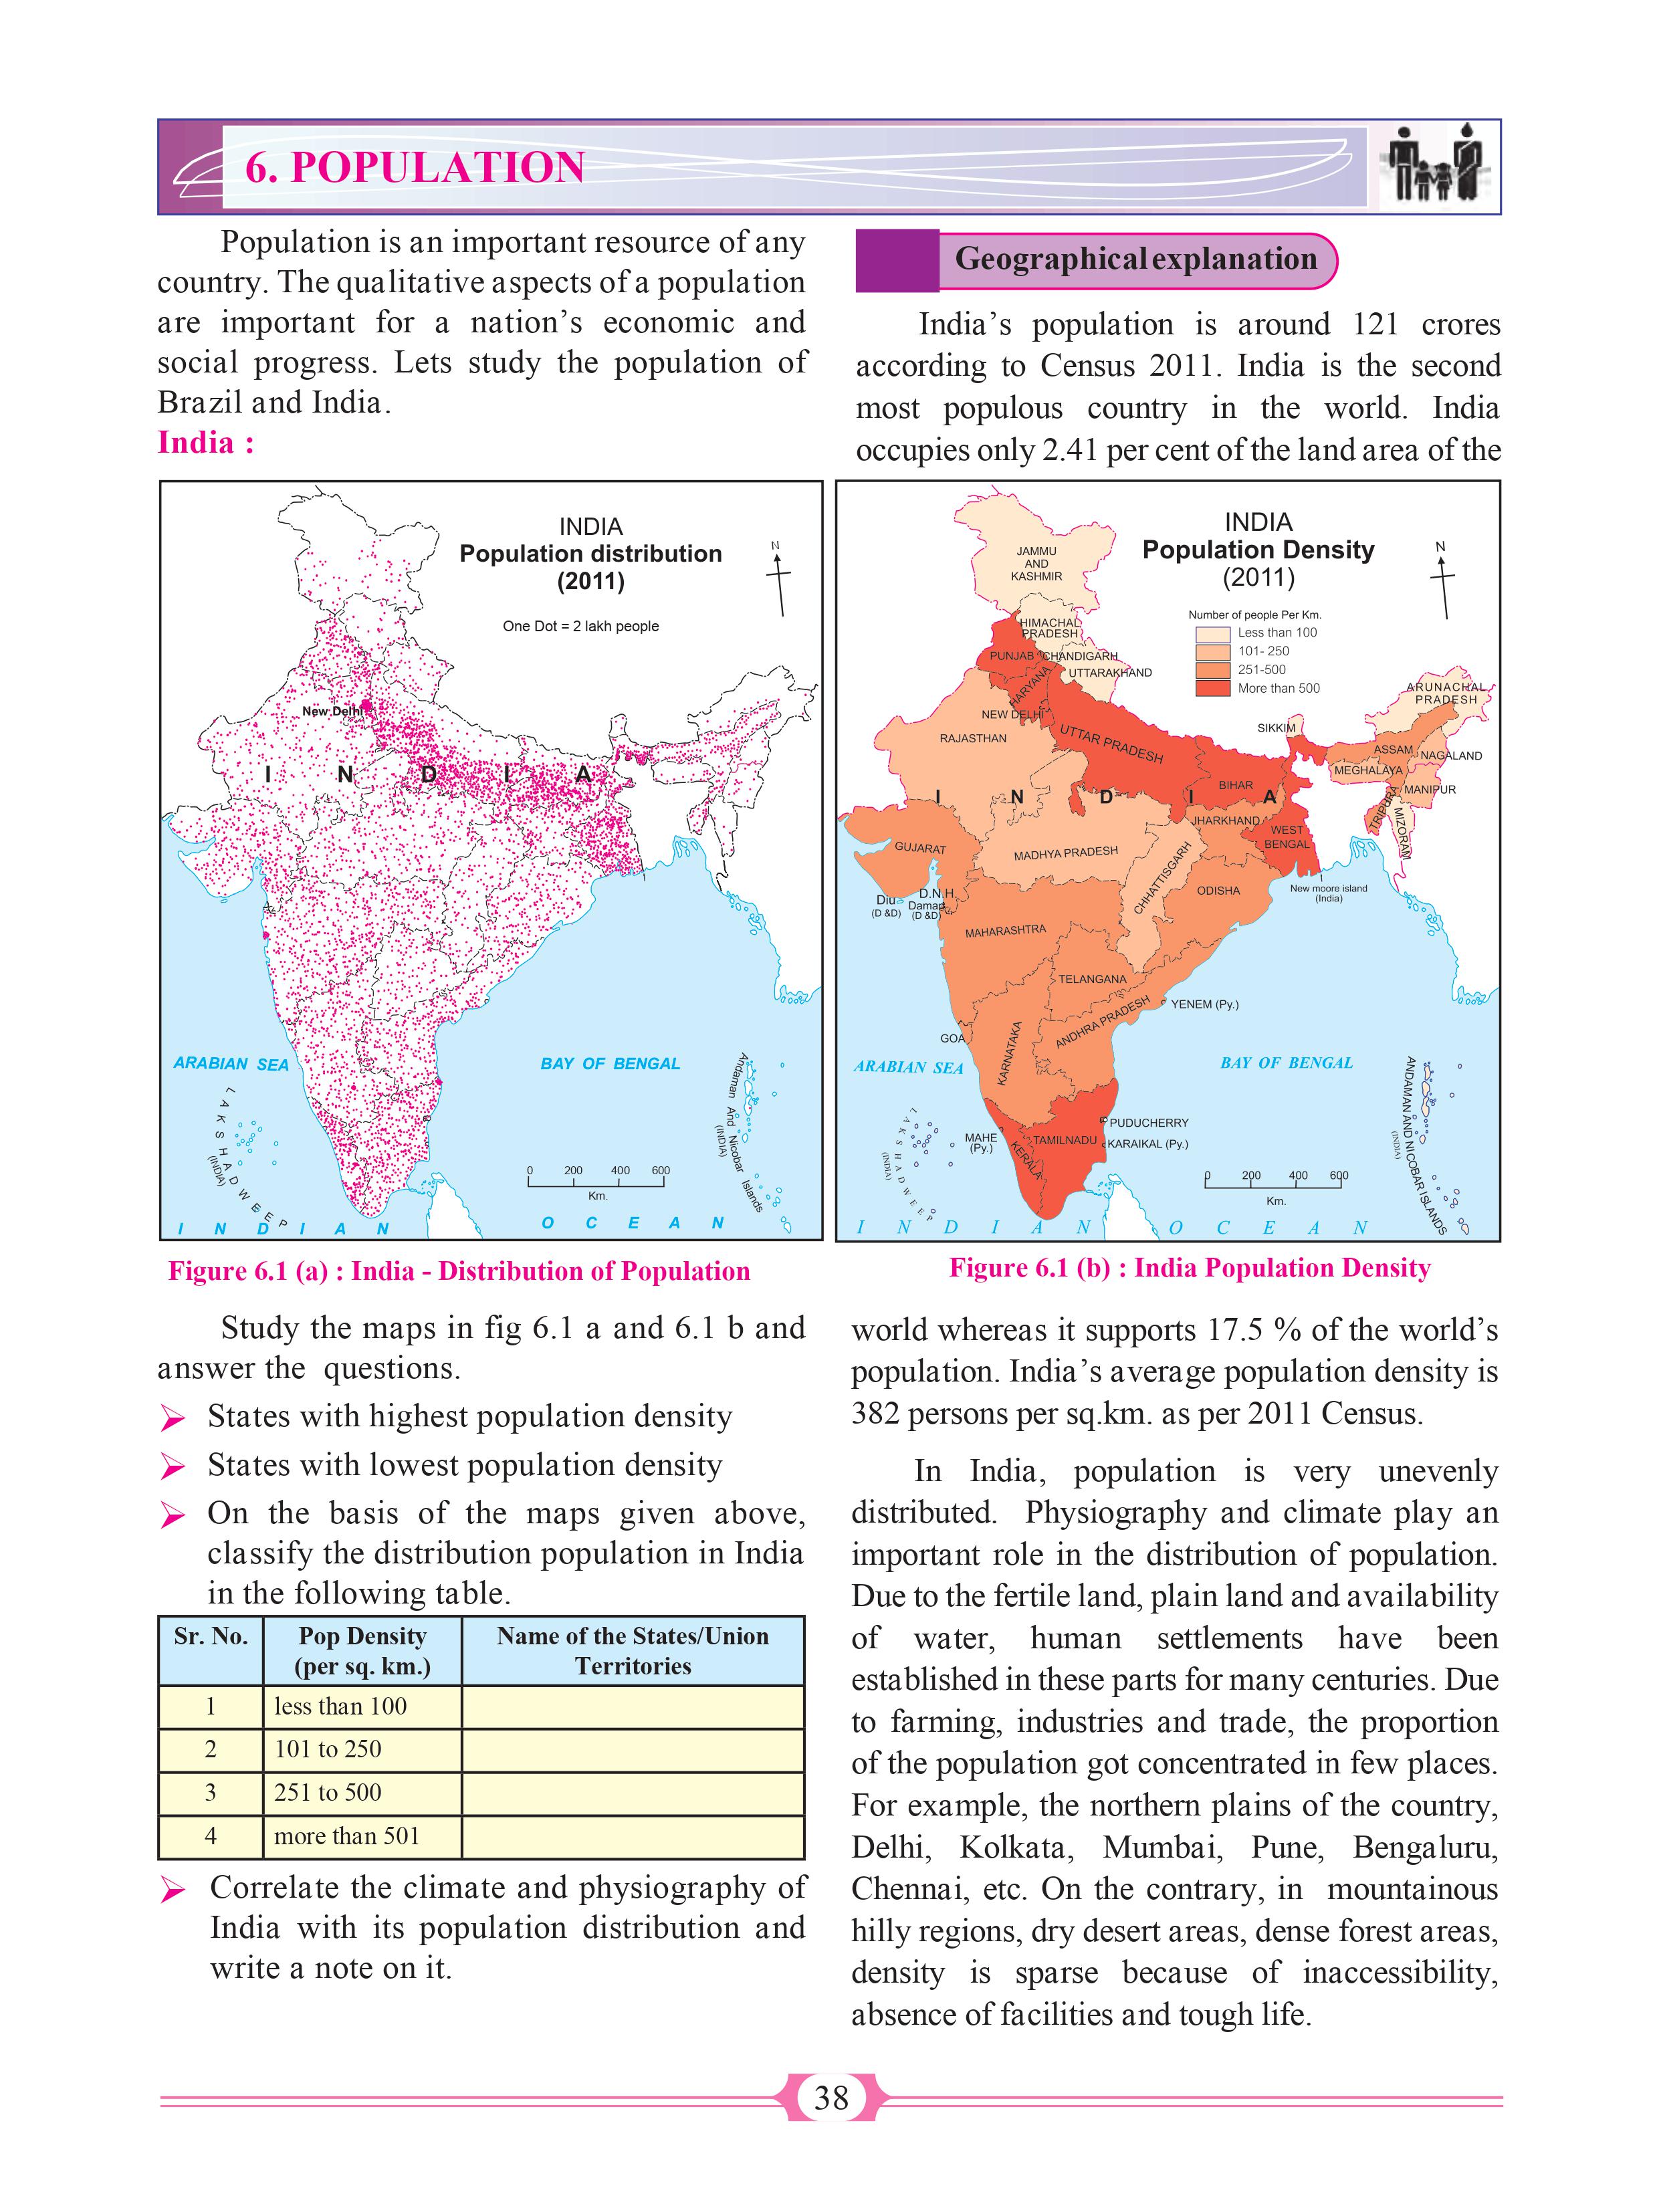 6. POPULATION
Population is an important resource of any
country. The qualitative aspects of a population
are important for a nation’s economic and
social progress. Lets study the population of
Brazil and India.
India :
Geographical explanation
India’s population is around 121 crores
according to Census 2011. India is the second
most populous country in the world. India
occupies only 2.41 per cent of the land area of the
INDIA
Population distribution
(2011)
One Dot = 2 lakh people
N
New Delhi
I N D I A
ARABIAN SEA
BAY OF BENGAL
LAKSHADWEEP
(INDIA)
Andaman And Nicobar Islands
(INDIA)
0 200 400 600
Km.
I N D I A N O C E A N
Figure 6.1 (a) : India - Distribution of Population
INDIA
Population Density
(2011)
N
Number of people Per Km.
Less than 100
101- 250
251-500
More than 500
JAMMU
AND
KASHMIR
HIMACHAL
PRADESH
PUNJAB
CHANDIGARH
UTTARAKHAND
HARYANA
NEW DELHI
RAJASTHAN
UTTAR PRADESH
SIKKIM
ARUNACHAL
PRADESH
ASSAM
NAGALAND
MEGHALAYA
MANIPUR
BIHAR
I N D I A
TRIPURA
MIZORAM
JHARKHAND
WEST
BENGAL
GUJARAT
MADHYA PRADESH
CHHATTISGARH
ODISHA
New moore island
(India)
Diu
(D &D)
D.N.H.
Daman
(D &D)
MAHARASHTRA
TELANGANA
YENEM (Py.)
ANDHRA PRADESH
GOA
KARNATAKA
ARABIAN SEA
BAY OF BENGAL
ANDAMAN AND NICOBAR ISLANDS
(INDIA)
LAKSHADWEEP
(INDIA)
MAHE
(Py.)
KERALA
TAMILNADU
PUDUCHERRY
KARAIKAL (Py.)
0 200 400 600
Km.
I N D I A N O C E A N
Figure 6.1 (b) : India Population Density
Study the maps in fig 6.1 a and 6.1 b and
answer the questions.
➢ States with highest population density
➢ States with lowest population density
➢ On the basis of the maps given above,
classify the distribution population in India
in the following table.
Sr. No. Pop Density (per sq. km.) Name of the States/Union Territories
1 less than 100
2 101 to 250
3 251 to 500
4 more than 501
➢ Correlate the climate and physiography of
India with its population distribution and
write a note on it.
world whereas it supports 17.5 % of the world’s
population. India’s average population density is
382 persons per sq.km. as per 2011 Census.
In India, population is very unevenly
distributed. Physiography and climate play an
important role in the distribution of population.
Due to the fertile land, plain land and availability
of water, human settlements have been
established in these parts for many centuries. Due
to farming, industries and trade, the proportion
of the population got concentrated in few places.
For example, the northern plains of the country,
Delhi, Kolkata, Mumbai, Pune, Bengaluru,
Chennai, etc. On the contrary, in mountainous
hilly regions, dry desert areas, dense forest areas,
density is sparse because of inaccessibility,
absence of facilities and tough life.
38